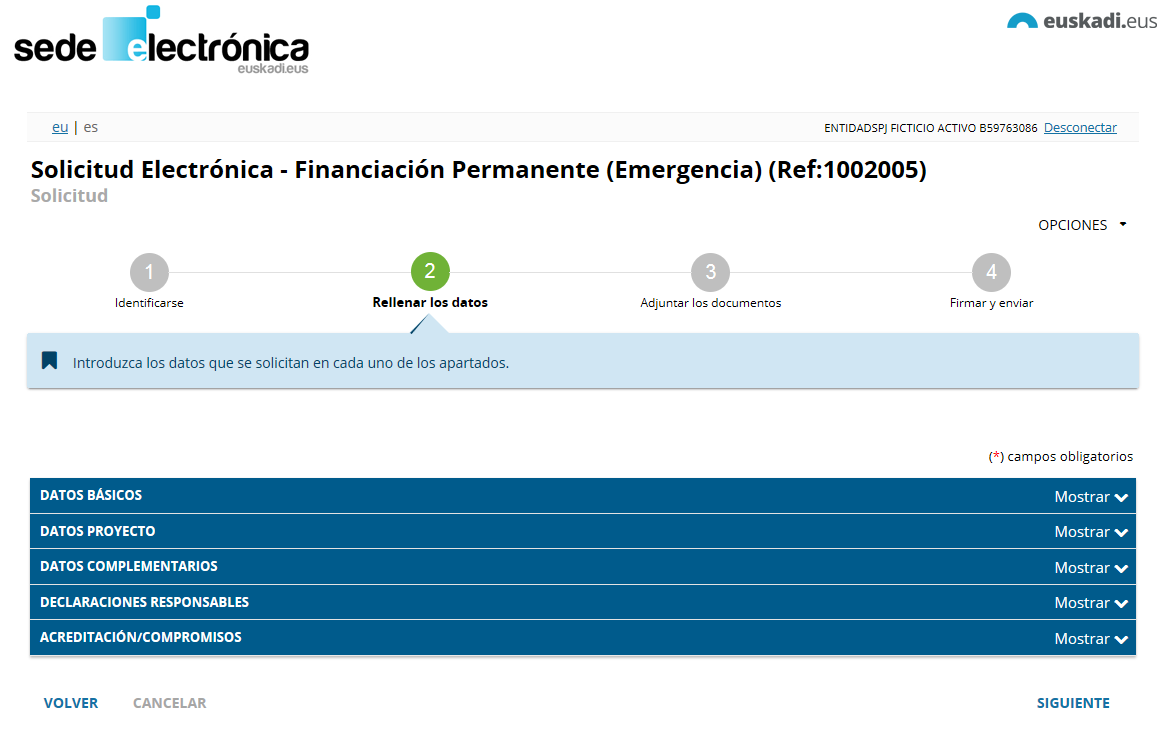 sede electrónica
euskadi.eus
euskadi.eus
eu | es
ENTIDADSPJ FICTICIO ACTIVO B59763086 Desconectar
Solicitud Electrónica - Financiación Permanente (Emergencia) (Ref:1002005)
Solicitud
OPCIONES
1 2 3 4
Identificarse Rellenar los datos Adjuntar los documentos Firmar y enviar
Introduzca los datos que se solicitan en cada uno de los apartados.
(*) campos obligatorios
DATOS BÁSICOS Mostrar
DATOS PROYECTO Mostrar
DATOS COMPLEMENTARIOS Mostrar
DECLARACIONES RESPONSABLES Mostrar
ACREDITACIÓN/COMPROMISOS Mostrar
VOLVER CANCELAR SIGUIENTE